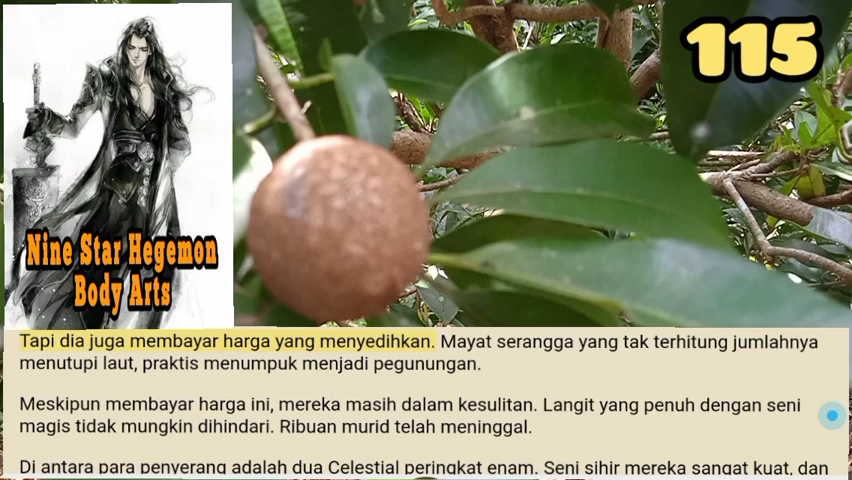 115
Nine Star Hegemon
Body Arts
Tapi dia juga membayar harga yang menyedihkan. Mayat serangga yang tak terhitung jumlahnya
menutupi laut, praktis menumpuk menjadi pegunungan.
Meskipun membayar harga ini, mereka masih dalam kesulitan. Langit yang penuh dengan seni
magis tidak mungkin dihindari. Ribuan murid telah meninggal.
Di antara para penyerang adalah dua Celestial peringkat enam. Seni sihir mereka sangat kuat, dan